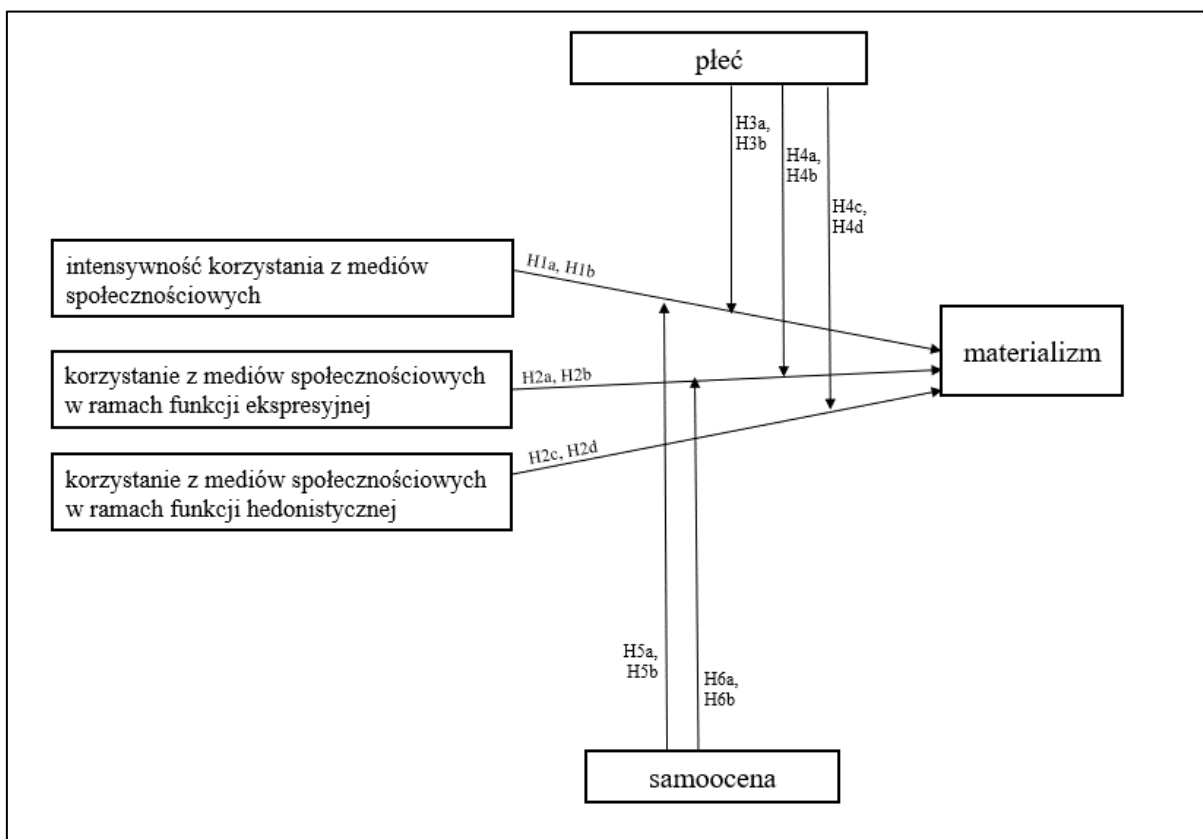 płeć
H3a,
H3b
H4a,
H4b
H4c,
H4d
intensywność korzystania z mediów
społecznościowych
H1a, H1b
korzystanie z mediów społecznościowych
w ramach funkcji ekspresyjnej
H2a, H2b
materializm
korzystanie z mediów społecznościowych
w ramach funkcji hedonistycznej
H2c, H2d
H5a,
H5b
H6a,
H6b
samoocena